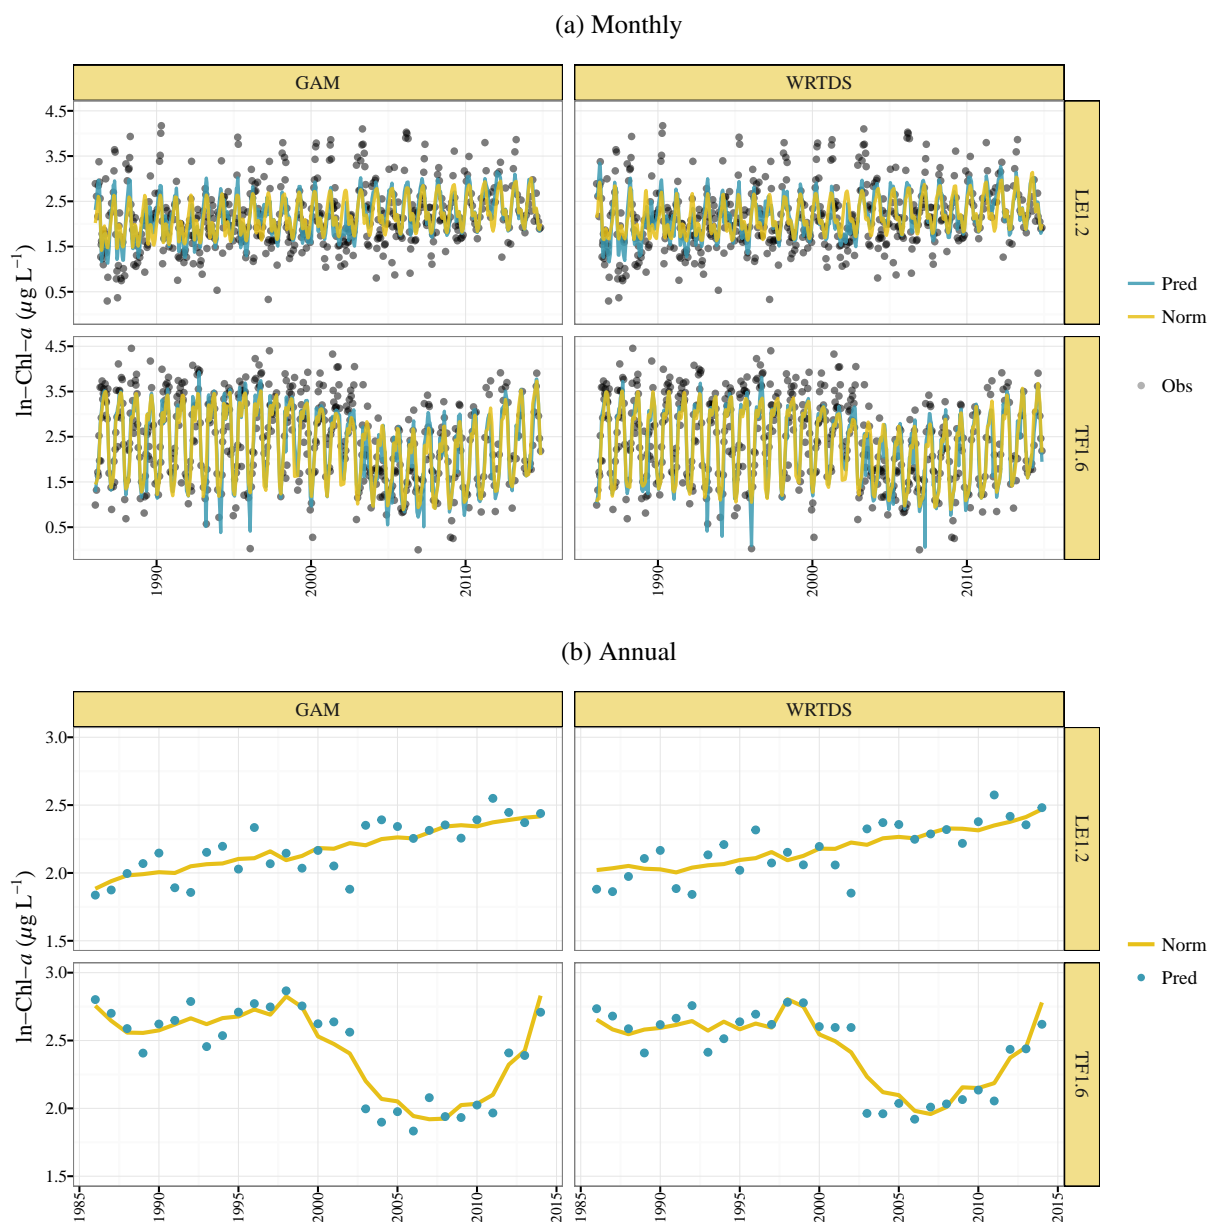 (a) Monthly
GAM
WRTDS
4.5
3.5
2.5
1.5
0.5
LE1.2
4.5
3.5
2.5
1.5
0.5
TF1.6
ln−Chl−a (μg L−1)
1990
2000
2010
1990
2000
2010
Pred
Norm
Obs
(b) Annual
GAM
WRTDS
3.0
2.5
2.0
1.5
LE1.2
3.0
2.5
2.0
1.5
TF1.6
ln−Chl−a (μg L−1)
1985
1990
1995
2000
2005
2010
2015
1985
1990
1995
2000
2005
2010
2015
Norm
Pred